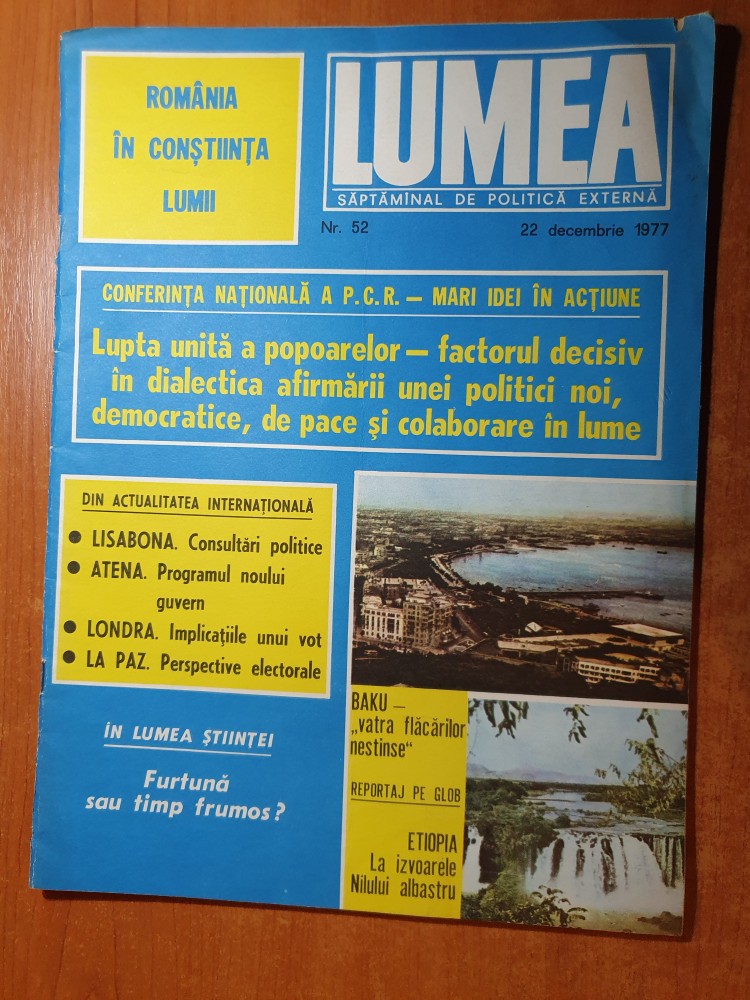 ROMÂNIA
ÎN CONȘTIINȚA
LUMII
LUMEA
SĂPTĂMÎNAL DE POLITICĂ EXTERNĂ
Nr. 52
22 decembrie 1977
CONFERINȚA NAȚIONALĂ A P.C.R. — MARI IDEI ÎN ACȚIUNE
Lupta unită a popoarelor — factorul decisiv
în dialectica afirmării unei politici noi,
democratice, de pace și colaborare în lume
DIN ACTUALITATEA INTERNAȚIONALĂ
● LISABONA. Consultări politice
● ATENA. Programul noului
guvern
● LONDRA. Implicațiile unui vot
● LA PAZ. Perspective electorale
ÎN LUMEA ȘTIINȚEI
Furtună
sau timp frumos?
BAKU —
„vatra flăcărilor
nestinse“
REPORTAJ PE GLOB
ETIOPIA
La izvoarele
Nilului albastru